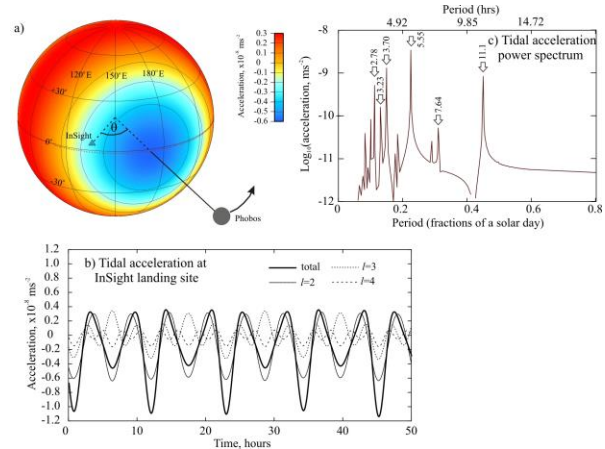 a)
120°E
150°E
180°E
+30°
InSight
θ
-30°
Phobos
Acceleration, x10⁻⁸ ms⁻²
0.3
0.2
0.1
0
-0.1
-0.2
-0.3
-0.4
-0.5
-0.6
Period (hrs)
4.92 9.85 14.72
c) Tidal acceleration
power spectrum
2.78
3.23
3.70
5.55
7.64
11.1
Log₁₀(acceleration, ms⁻²)
-8
-9
-10
-11
-12
0 0.2 0.4 0.6 0.8
Period (fractions of a solar day)
b) Tidal acceleration at
InSight landing site
total
l=2
l=3
l=4
Acceleration, x10⁻⁸ ms⁻²
1.2
1.0
0.8
0.6
0.4
0.2
0
-0.2
-0.4
-0.6
-0.8
-1.0
-1.2
0 10 20 30 40 50
Time, hours